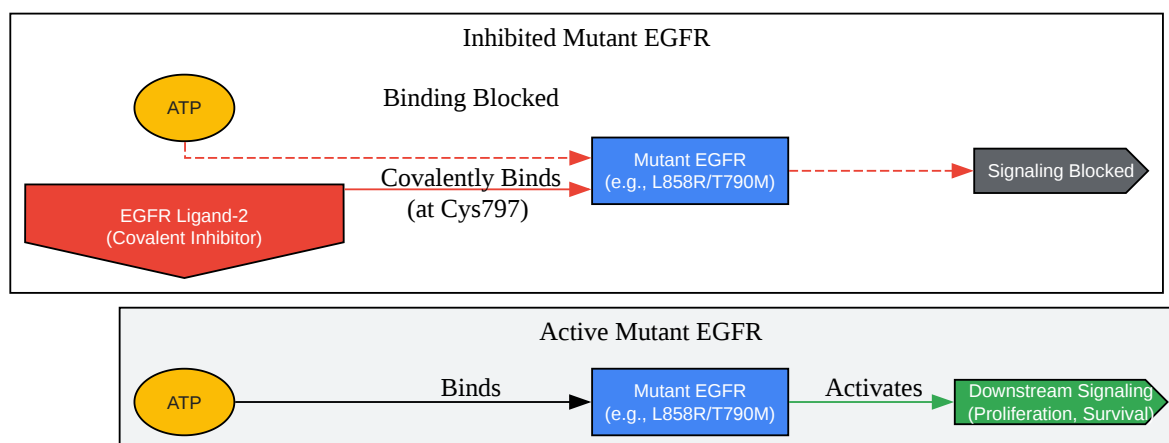 Inhibited Mutant EGFR
ATP
Binding Blocked
Mutant EGFR
(e.g., L858R/T790M)
Signaling Blocked
Covalently Binds
(at Cys797)
EGFR Ligand-2
(Covalent Inhibitor)
Active Mutant EGFR
ATP
Binds
Mutant EGFR
(e.g., L858R/T790M)
Activates
Downstream Signaling
(Proliferation, Survival)